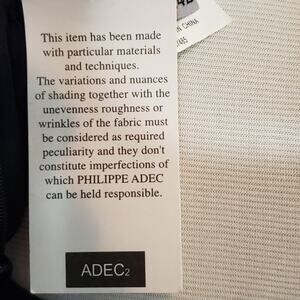 This item has been made
with particular materials
and techniques.
The variations and nuances
of shading together with the
unevenness roughness or
wrinkles of the fabric must
be considered as required
peculiarity and they don't
constitute imperfections of
which PHILIPPE ADEC
can be held responsible.
ADEC2
CHINA